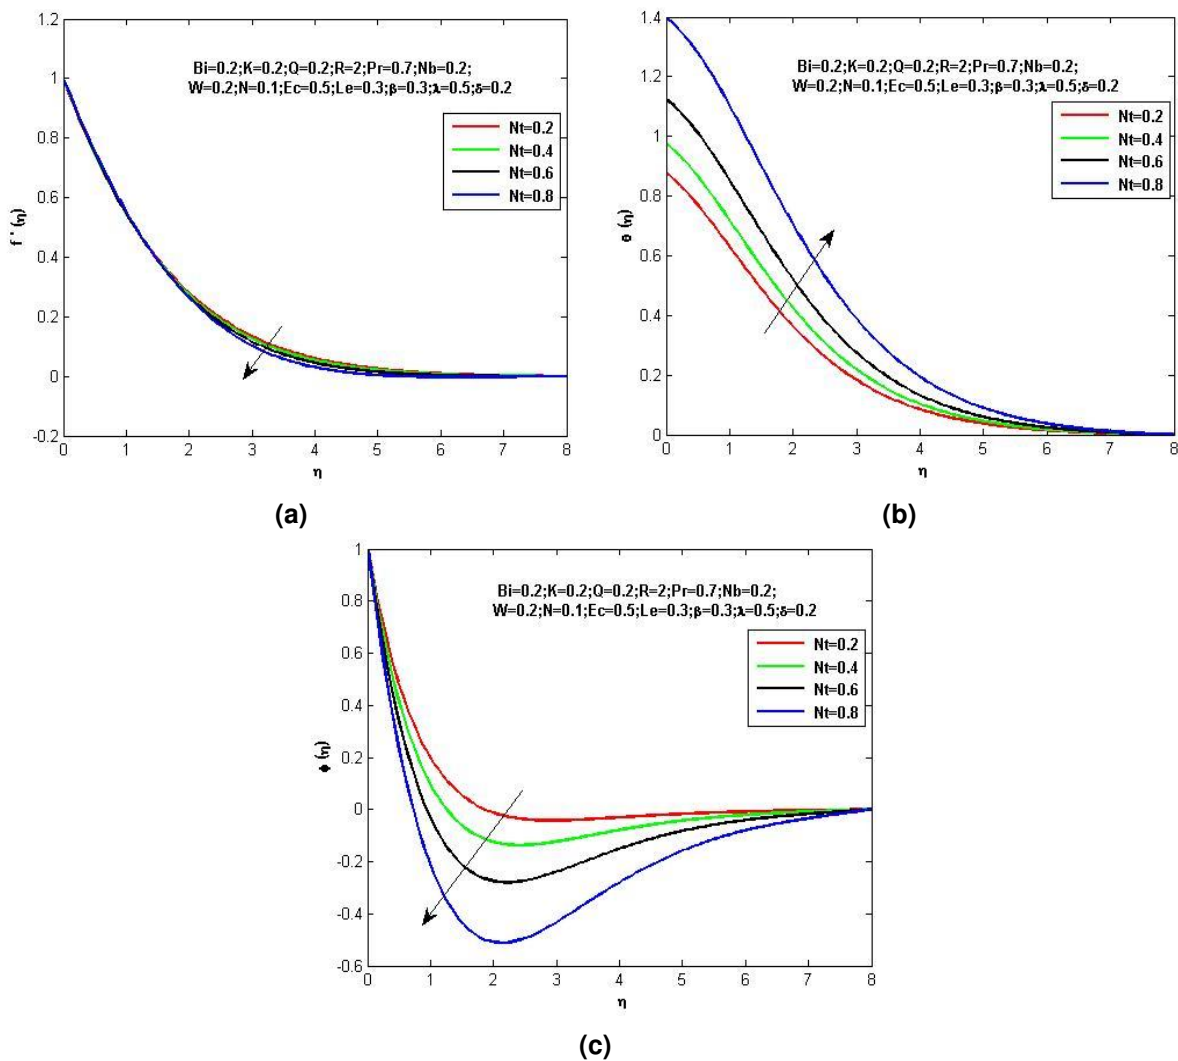 1.2
1
0.8
0.6
0.4
0.2
0
-0.2
f ' (η)
Bi=0.2;K=0.2;Q=0.2;R=2;Pr=0.7;Nb=0.2;
W=0.2;N=0.1;Ec=0.5;Le=0.3;β=0.3;λ=0.5;δ=0.2
Nt=0.2
Nt=0.4
Nt=0.6
Nt=0.8
0 1 2 3 4 5 6 7 8
η
(a)
1.4
1.2
1
0.8
0.6
0.4
0.2
0
θ (η)
Bi=0.2;K=0.2;Q=0.2;R=2;Pr=0.7;Nb=0.2;
W=0.2;N=0.1;Ec=0.5;Le=0.3;β=0.3;λ=0.5;δ=0.2
Nt=0.2
Nt=0.4
Nt=0.6
Nt=0.8
0 1 2 3 4 5 6 7 8
η
(b)
1
0.8
0.6
0.4
0.2
0
-0.2
-0.4
-0.6
ϕ (η)
Bi=0.2;K=0.2;Q=0.2;R=2;Pr=0.7;Nb=0.2;
W=0.2;N=0.1;Ec=0.5;Le=0.3;β=0.3;λ=0.5;δ=0.2
Nt=0.2
Nt=0.4
Nt=0.6
Nt=0.8
0 1 2 3 4 5 6 7 8
η
(c)